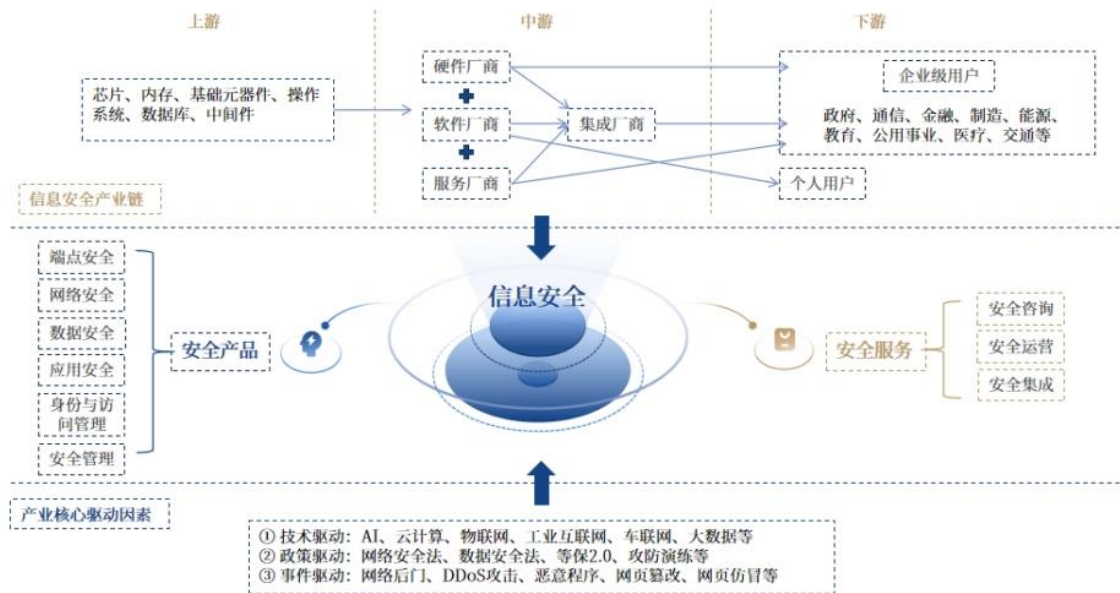 上游
中游
下游
芯片、内存、基础元器件、操作
系统、数据库、中间件
硬件厂商
软件厂商
服务厂商
集成厂商
企业级用户
政府、通信、金融、制造、能源、
教育、公用事业、医疗、交通等
个人用户
信息安全产业链
端点安全
网络安全
数据安全
应用安全
身份与访
问管理
安全管理
安全产品
信息安全
安全服务
安全咨询
安全运营
安全集成
产业核心驱动因素
① 技术驱动：AI、云计算、物联网、工业互联网、车联网、大数据等
② 政策驱动：网络安全法、数据安全法、等保2.0、攻防演练等
③ 事件驱动：网络后门、DDoS攻击、恶意程序、网页篡改、网页仿冒等